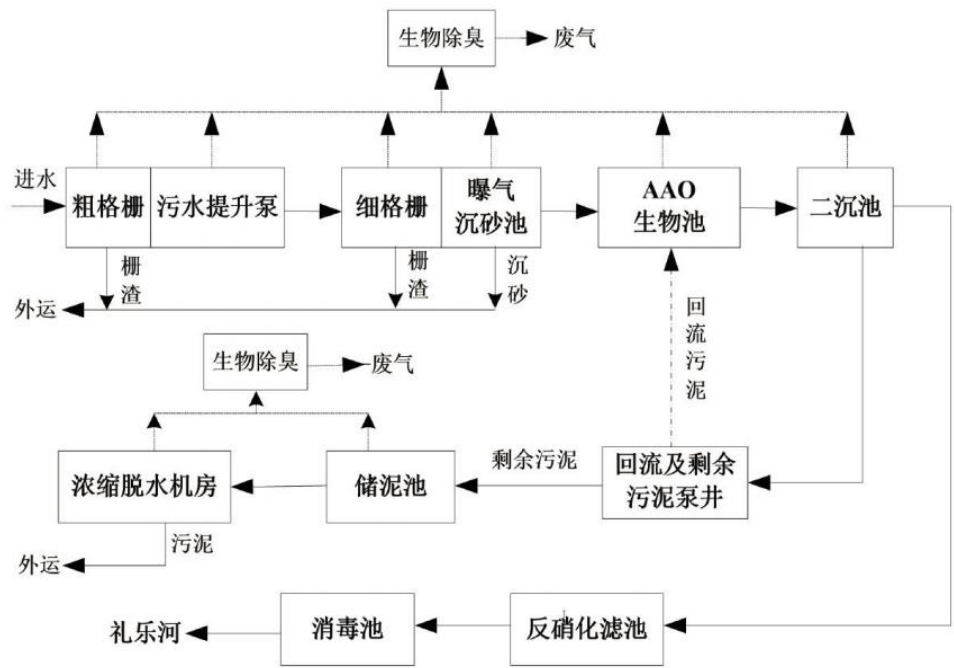 生物除臭
废气
进水
粗格栅
污水提升泵
细格栅
曝气
沉砂池
AAO
生物池
二沉池
栅渣
栅渣
沉砂
外运
回流污泥
生物除臭
废气
浓缩脱水机房
储泥池
剩余污泥
回流及剩余
污泥泵井
污泥
外运
礼乐河
消毒池
反硝化滤池